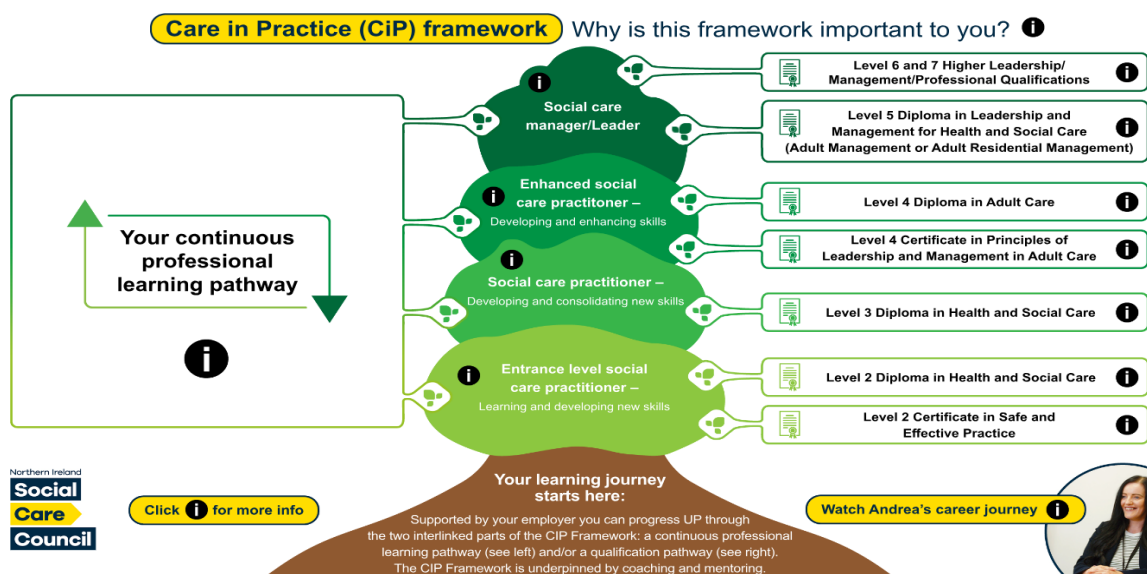 Care in Practice (CiP) framework Why is this framework important to you? i
i
Social care
manager/Leader
i
Enhanced social
care practitoner –
Developing and enhancing skills
i
Social care practitioner –
Developing and consolidating new skills
i
Entrance level social
care practitioner –
Learning and developing new skills
Your learning journey
starts here:
Supported by your employer you can progress UP through
the two interlinked parts of the CIP Framework: a continuous professional
learning pathway (see left) and/or a qualification pathway (see right).
The CIP Framework is underpinned by coaching and mentoring.
Your continuous
professional
learning pathway
i
Level 6 and 7 Higher Leadership/
Management/Professional Qualifications
i
Level 5 Diploma in Leadership and
Management for Health and Social Care
(Adult Management or Adult Residential Management)
i
Level 4 Diploma in Adult Care
i
Level 4 Certificate in Principles of
Leadership and Management in Adult Care
i
Level 3 Diploma in Health and Social Care
i
Level 2 Diploma in Health and Social Care
i
Level 2 Certificate in Safe and
Effective Practice
i
Northern Ireland
Social
Care
Council
Click i for more info
Watch Andrea's career journey i